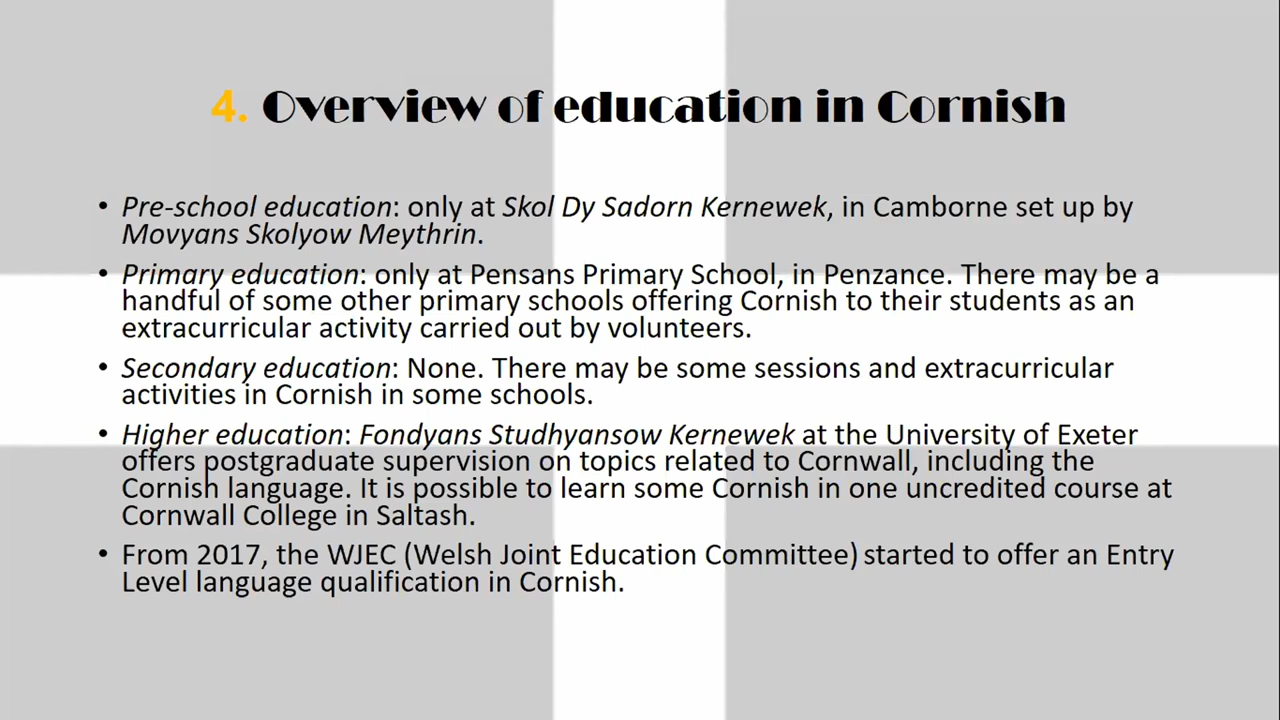 4. Overview of education in Cornish
• Pre-school education: only at Skol Dy Sadorn Kernewek, in Camborne set up by
Movyans Skolyow Meythrin.
• Primary education: only at Pensans Primary School, in Penzance. There may be a
handful of some other primary schools offering Cornish to their students as an
extracurricular activity carried out by volunteers.
• Secondary education: None. There may be some sessions and extracurricular
activities in Cornish in some schools.
• Higher education: Fondyans Studhyansow Kernewek at the University of Exeter
offers postgraduate supervision on topics related to Cornwall, including the
Cornish language. It is possible to learn some Cornish in one uncredited course at
Cornwall College in Saltash.
• From 2017, the WJEC (Welsh Joint Education Committee) started to offer an Entry
Level language qualification in Cornish.